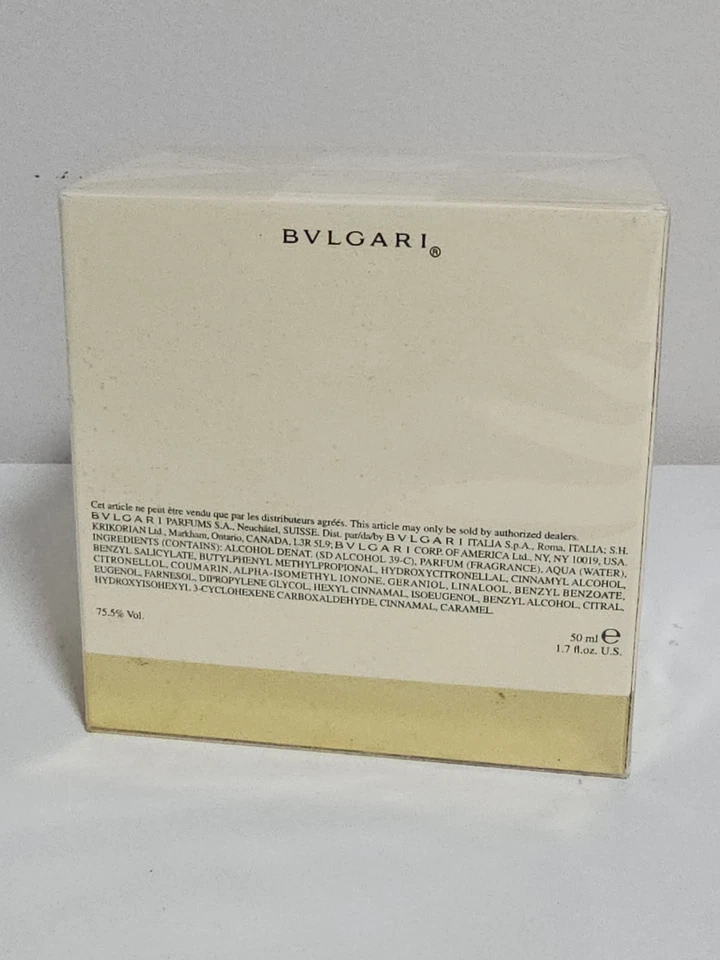 BVLGARI®
Cet article ne peut être vendu que par les distributeurs agréés. This article may only be sold by authorized dealers.
BVLGARI PARFUMS S.A., Neuchâtel, SUISSE. Dist. par/da/by BVLGARI ITALIA S.p.A., Roma, ITALIA; S.H.
KRIKORIAN Ltd., Markham, Ontario, CANADA, L3R 5L9; BVLGARI CORP. OF AMERICA Ltd., NY, NY 10019, USA.
INGREDIENTS (CONTAINS): ALCOHOL DENAT. (SD ALCOHOL 39-C), PARFUM (FRAGRANCE), AQUA (WATER),
BENZYL SALICYLATE, BUTYLPHENYL METHYLPROPIONAL, HYDROXYCITRONELLAL, CINNAMYL ALCOHOL,
CITRONELLOL, COUMARIN, ALPHA-ISOMETHYL IONONE, GERANIOL, LINALOOL, BENZYL BENZOATE,
EUGENOL, FARNESOL, DIPROPYLENE GLYCOL, HEXYL CINNAMAL, ISOEUGENOL, BENZYL ALCOHOL, CITRAL,
HYDROXYISOHEXYL 3-CYCLOHEXENE CARBOXALDEHYDE, CINNAMAL, CARAMEL.
75.5% Vol.
50 ml ℮
1.7 fl.oz. U.S.